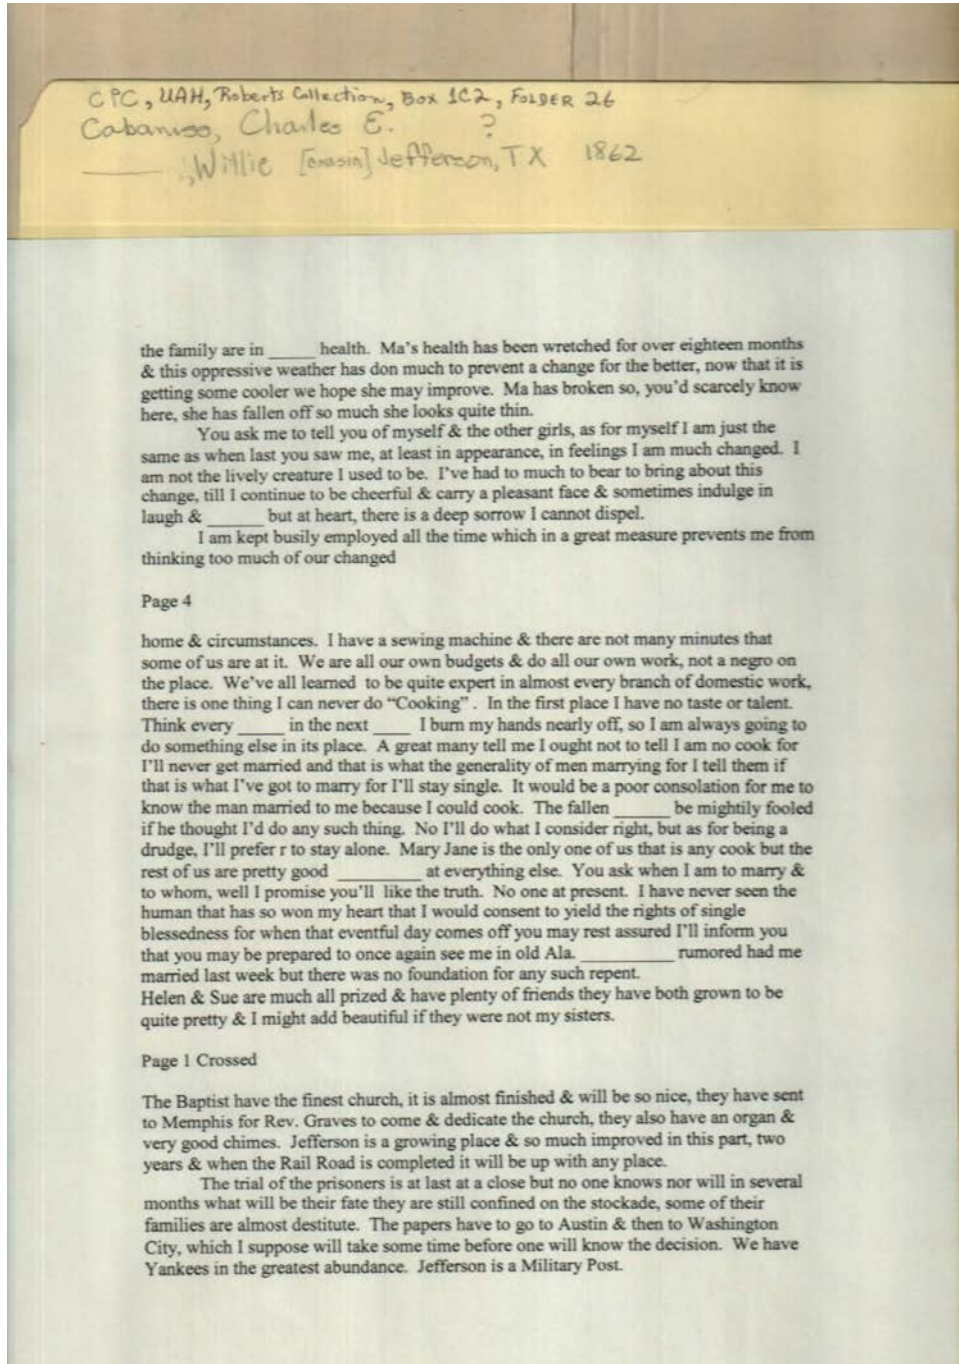 CPC, UAH, Roberts Collection, Box 1C2, FOLDER 26
Cabaniss, Charles E. ?
——— , Willie [cousin] Jefferson, TX 1862
the family are in _____ health. Ma's health has been wretched for over eighteen months
& this oppressive weather has don much to prevent a change for the better, now that it is
getting some cooler we hope she may improve. Ma has broken so, you'd scarcely know
here, she has fallen off so much she looks quite thin.
You ask me to tell you of myself & the other girls, as for myself I am just the
same as when last you saw me, at least in appearance, in feelings I am much changed. I
am not the lively creature I used to be. I've had to much to bear to bring about this
change, till I continue to be cheerful & carry a pleasant face & sometimes indulge in
laugh & ______ but at heart, there is a deep sorrow I cannot dispel.
I am kept busily employed all the time which in a great measure prevents me from
thinking too much of our changed
Page 4
home & circumstances. I have a sewing machine & there are not many minutes that
some of us are at it. We are all our own budgets & do all our own work, not a negro on
the place. We've all learned to be quite expert in almost every branch of domestic work,
there is one thing I can never do "Cooking" . In the first place I have no taste or talent.
Think every _____ in the next ____ I burn my hands nearly off, so I am always going to
do something else in its place. A great many tell me I ought not to tell I am no cook for
I'll never get married and that is what the generality of men marrying for I tell them if
that is what I've got to marry for I'll stay single. It would be a poor consolation for me to
know the man married to me because I could cook. The fallen ______ be mightily fooled
if he thought I'd do any such thing. No I'll do what I consider right, but as for being a
drudge, I'll prefer r to stay alone. Mary Jane is the only one of us that is any cook but the
rest of us are pretty good _________ at everything else. You ask when I am to marry &
to whom, well I promise you'll like the truth. No one at present. I have never seen the
human that has so won my heart that I would consent to yield the rights of single
blessedness for when that eventful day comes off you may rest assured I'll inform you
that you may be prepared to once again see me in old Ala. __________ rumored had me
married last week but there was no foundation for any such repent.
Helen & Sue are much all prized & have plenty of friends they have both grown to be
quite pretty & I might add beautiful if they were not my sisters.
Page 1 Crossed
The Baptist have the finest church, it is almost finished & will be so nice, they have sent
to Memphis for Rev. Graves to come & dedicate the church, they also have an organ &
very good chimes. Jefferson is a growing place & so much improved in this part, two
years & when the Rail Road is completed it will be up with any place.
The trial of the prisoners is at last at a close but no one knows nor will in several
months what will be their fate they are still confined on the stockade, some of their
families are almost destitute. The papers have to go to Austin & then to Washington
City, which I suppose will take some time before one will know the decision. We have
Yankees in the greatest abundance. Jefferson is a Military Post.